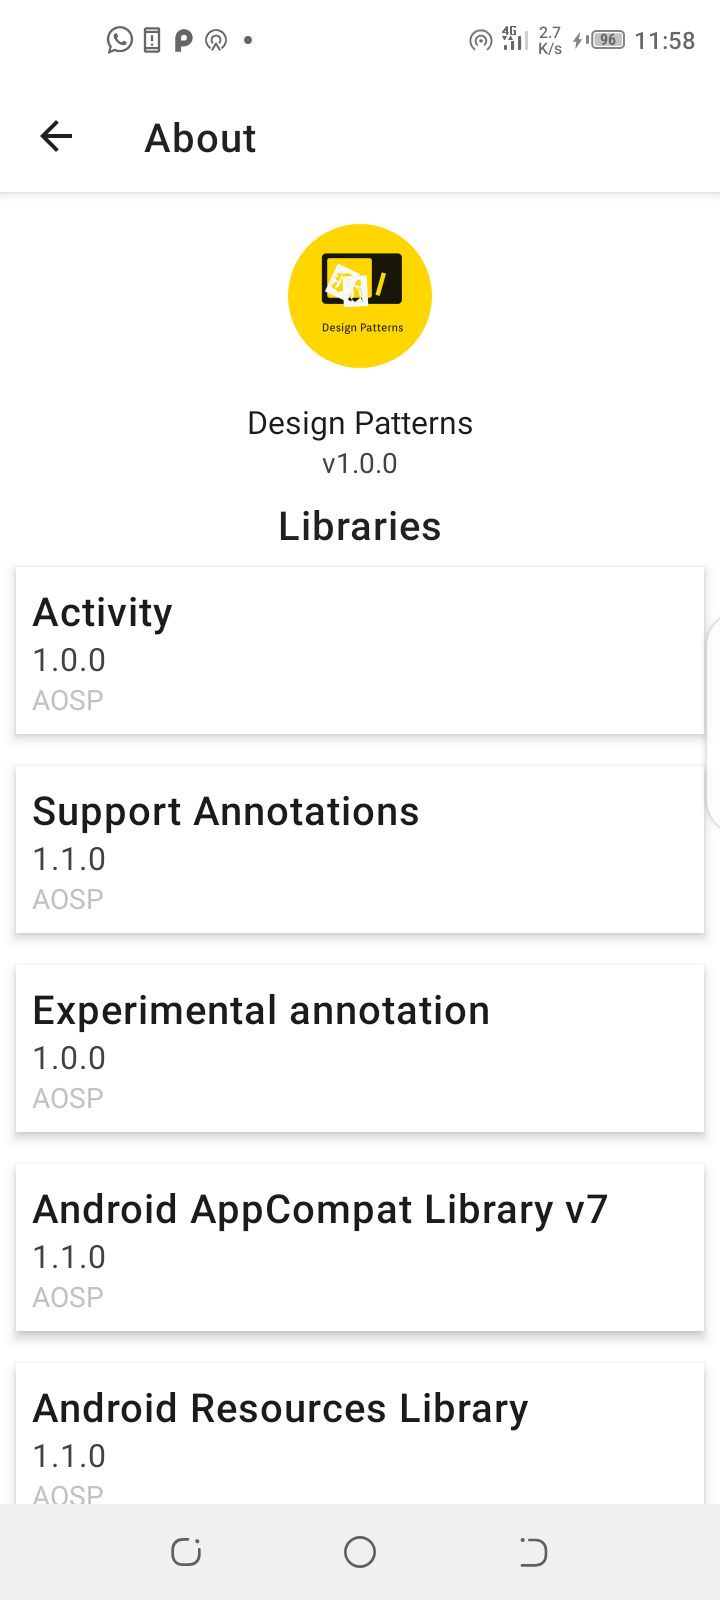 4G 2.7 K/s 96 11:58
About
Design Patterns
Design Patterns
v1.0.0
Libraries
Activity
1.0.0
AOSP
Support Annotations
1.1.0
AOSP
Experimental annotation
1.0.0
AOSP
Android AppCompat Library v7
1.1.0
AOSP
Android Resources Library
1.1.0
AOSP